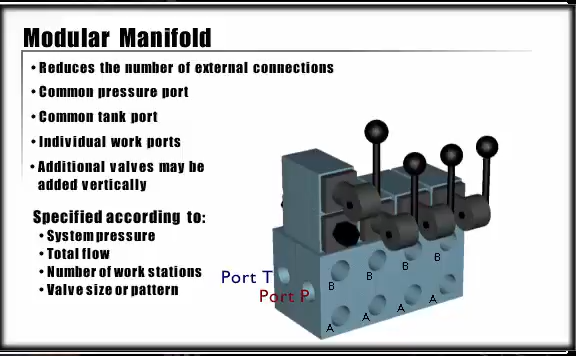 Modular Manifold
• Reduces the number of external connections
• Common pressure port
• Common tank port
• Individual work ports
• Additional valves may be
added vertically
Specified according to:
• System pressure
• Total flow
• Number of work stations
• Valve size or pattern
Port T
Port P
B
B
B
B
A
A
A
A